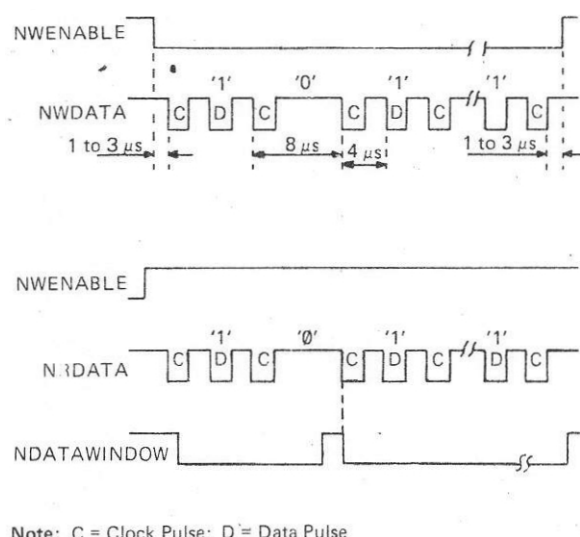 NWENABLE
'1' '0' '1' '1'
NWDATA C D C C D C C
1 to 3 µs 8 µs 4 µs 1 to 3 µs
NWENABLE
'1' '0' '1' '1'
NRDATA C D C C D C D C
NDATAWINDOW
Note: C = Clock Pulse: D = Data Pulse